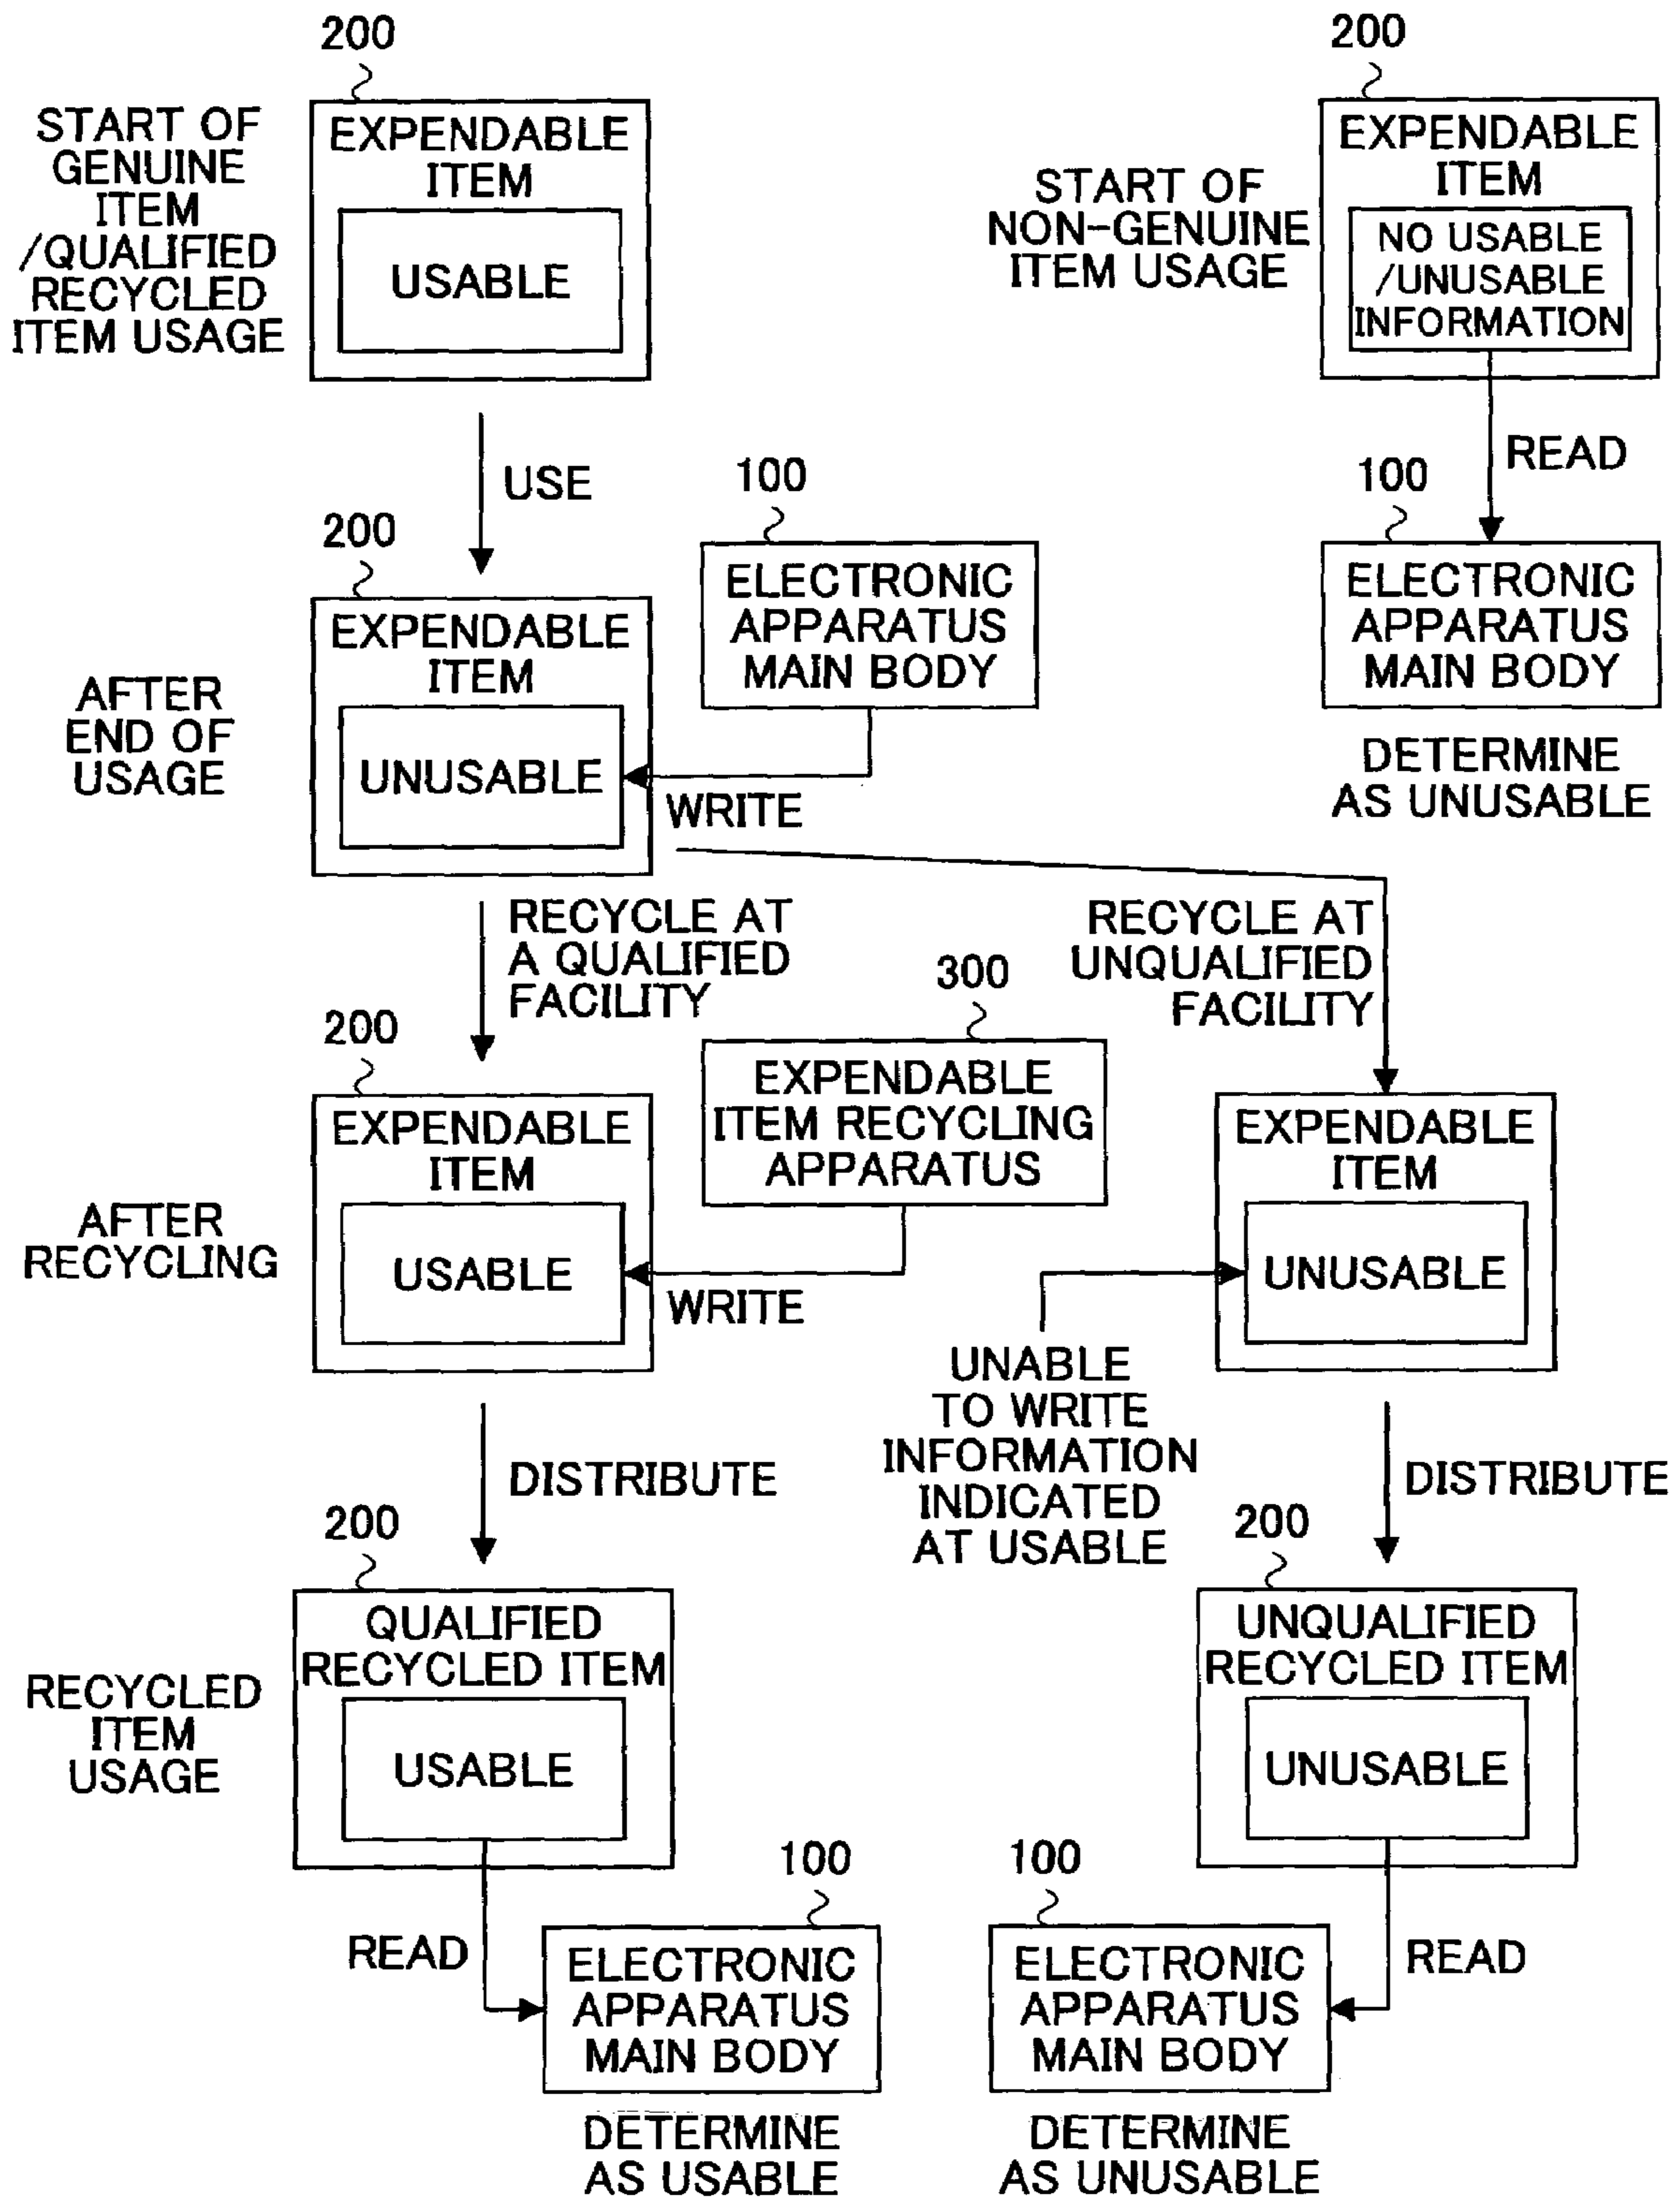 200
START OF
GENUINE
ITEM
/QUALIFIED
RECYCLED
ITEM USAGE
EXPENDABLE
ITEM
USABLE
200
START OF
NON-GENUINE
ITEM USAGE
EXPENDABLE
ITEM
NO USABLE
/UNUSABLE
INFORMATION
USE
READ
200
100
100
AFTER
END OF
USAGE
EXPENDABLE
ITEM
UNUSABLE
ELECTRONIC
APPARATUS
MAIN BODY
WRITE
ELECTRONIC
APPARATUS
MAIN BODY
DETERMINE
AS UNUSABLE
RECYCLE AT
A QUALIFIED
FACILITY
RECYCLE AT
UNQUALIFIED
FACILITY
200
300
AFTER
RECYCLING
EXPENDABLE
ITEM
USABLE
EXPENDABLE
ITEM RECYCLING
APPARATUS
WRITE
EXPENDABLE
ITEM
UNUSABLE
UNABLE
TO WRITE
INFORMATION
INDICATED
AT USABLE
DISTRIBUTE
DISTRIBUTE
200
200
RECYCLED
ITEM
USAGE
QUALIFIED
RECYCLED ITEM
USABLE
UNQUALIFIED
RECYCLED ITEM
UNUSABLE
READ
100
100
READ
ELECTRONIC
APPARATUS
MAIN BODY
ELECTRONIC
APPARATUS
MAIN BODY
DETERMINE
AS USABLE
DETERMINE
AS UNUSABLE